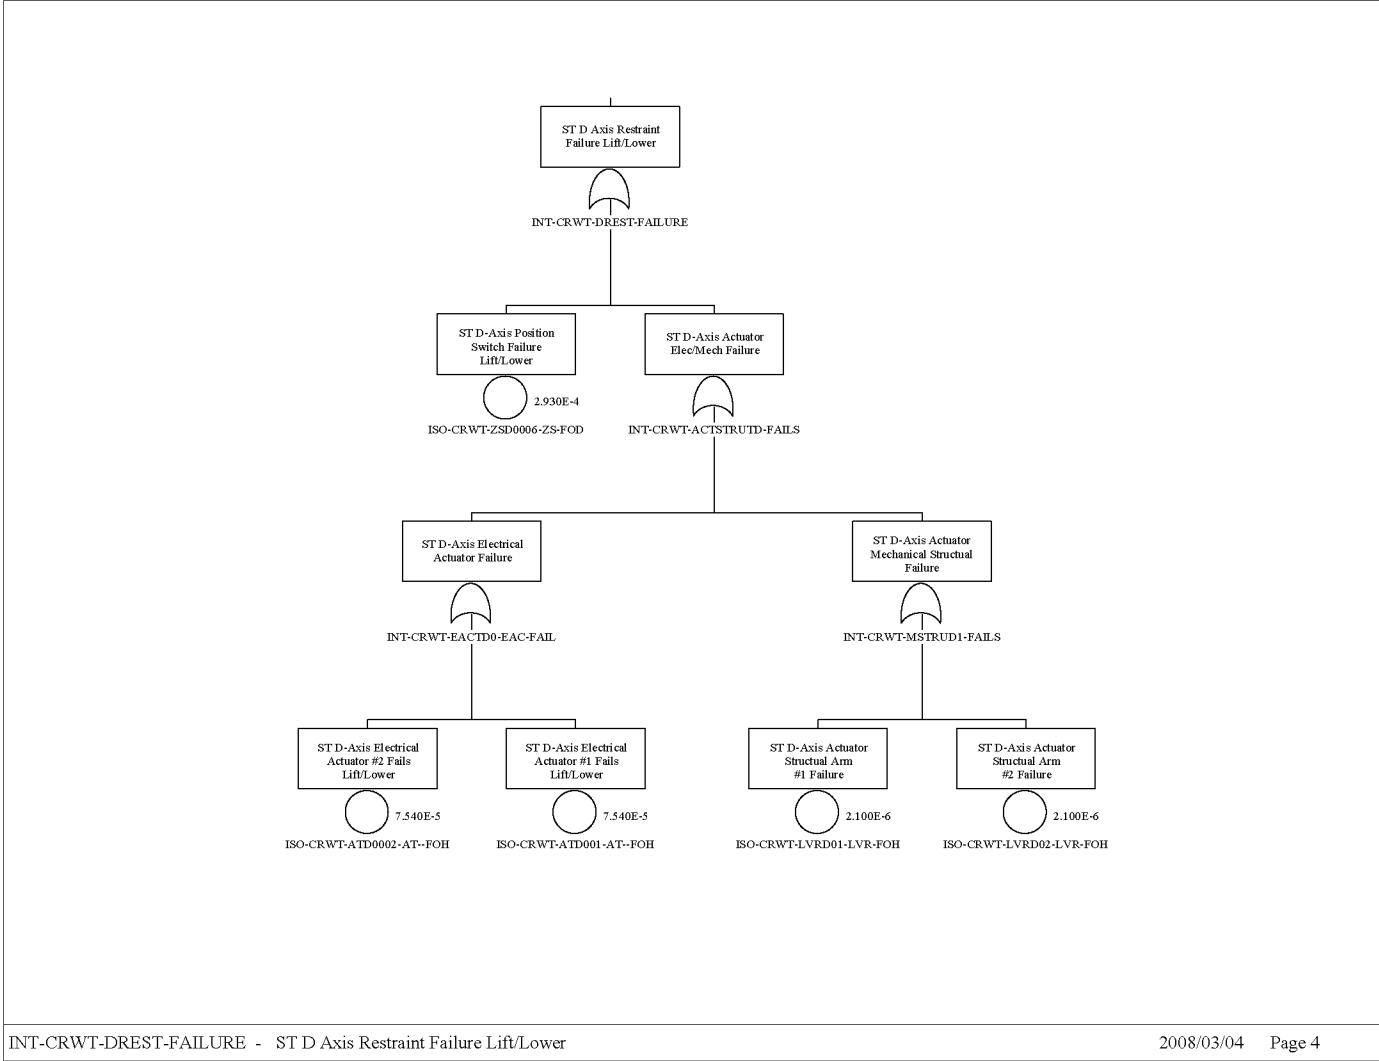 ST D Axis Restraint
Failure Lift/Lower
INT-CRWT-DREST-FAILURE
ST D-Axis Position
Switch Failure
Lift/Lower
2.930E-4
ISO-CRWT-ZSD0006-ZS-FOD
ST D-Axis Actuator
Elec/Mech Failure
INT-CRWT-ACTSTRUTD-FAILS
ST D-Axis Electrical
Actuator Failure
INT-CRWT-EACTD0-EAC-FAIL
ST D-Axis Actuator
Mechanical Structual
Failure
INT-CRWT-MSTRUD1-FAILS
ST D-Axis Electrical
Actuator #2 Fails
Lift/Lower
7.540E-5
ISO-CRWT-ATD0002-AT--FOH
ST D-Axis Electrical
Actuator #1 Fails
Lift/Lower
7.540E-5
ISO-CRWT-ATD001-AT--FOH
ST D-Axis Actuator
Structual Arm
#1 Failure
2.100E-6
ISO-CRWT-LVRD01-LVR-FOH
ST D-Axis Actuator
Structual Arm
#2 Failure
2.100E-6
ISO-CRWT-LVRD02-LVR-FOH
INT-CRWT-DREST-FAILURE - ST D Axis Restraint Failure Lift/Lower
2008/03/04 Page 4